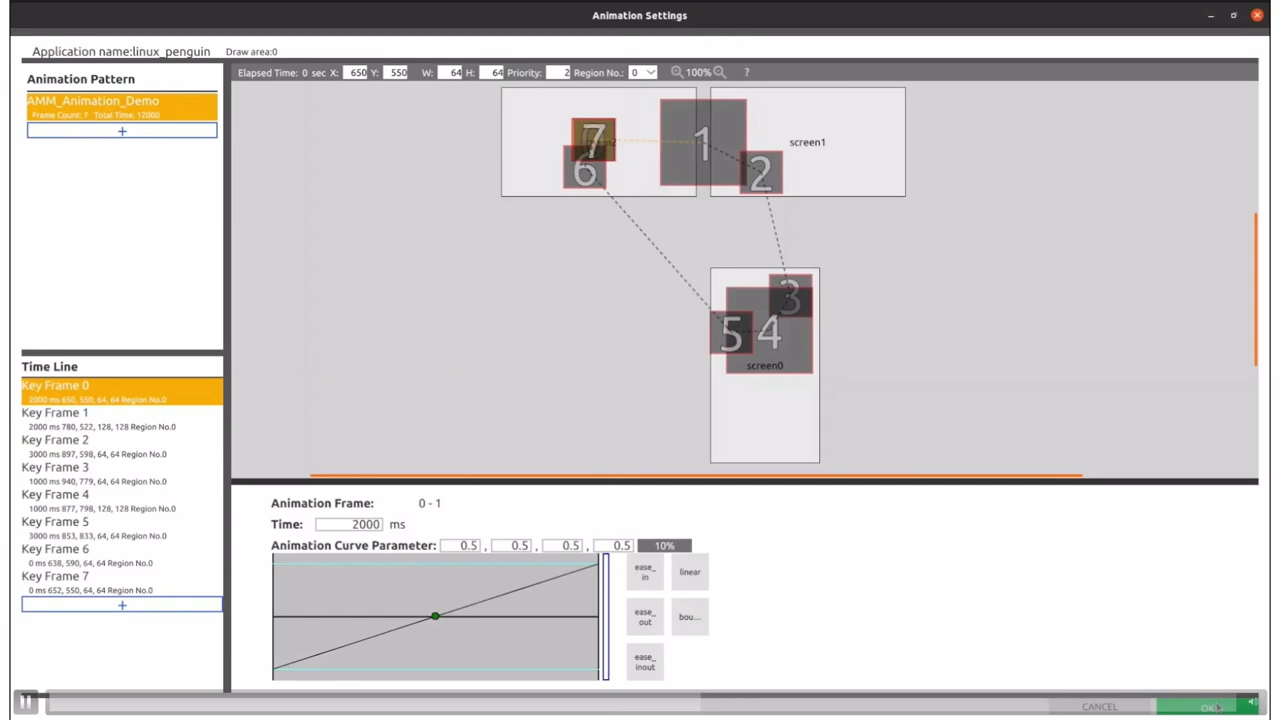 Animation Settings
Application name:linux_penguin Draw area:0
Animation Pattern
AMM_Animation_Demo
Frame Count: 7 Total Time: 12000
+
Elapsed Time: 0 sec X: 650 Y: 550 W: 64 H: 64 Priority: 2 Region No.: 0 100% ?
7
1
screen1
6
2
3
5
4
screen0
Time Line
Key Frame 0
2000 ms 650, 550, 64, 64 Region No.0
Key Frame 1
2000 ms 780, 522, 128, 128 Region No.0
Key Frame 2
3000 ms 897, 598, 64, 64 Region No.0
Key Frame 3
1000 ms 940, 779, 64, 64 Region No.0
Key Frame 4
1000 ms 877, 798, 128, 128 Region No.0
Key Frame 5
3000 ms 853, 833, 64, 64 Region No.0
Key Frame 6
0 ms 638, 590, 64, 64 Region No.0
Key Frame 7
0 ms 652, 550, 64, 64 Region No.0
+
Animation Frame: 0 - 1
Time: 2000 ms
Animation Curve Parameter: 0.5 , 0.5 , 0.5 , 0.5 10%
ease_
in
linear
ease_
out
bou...
ease_
inout
CANCEL
OK